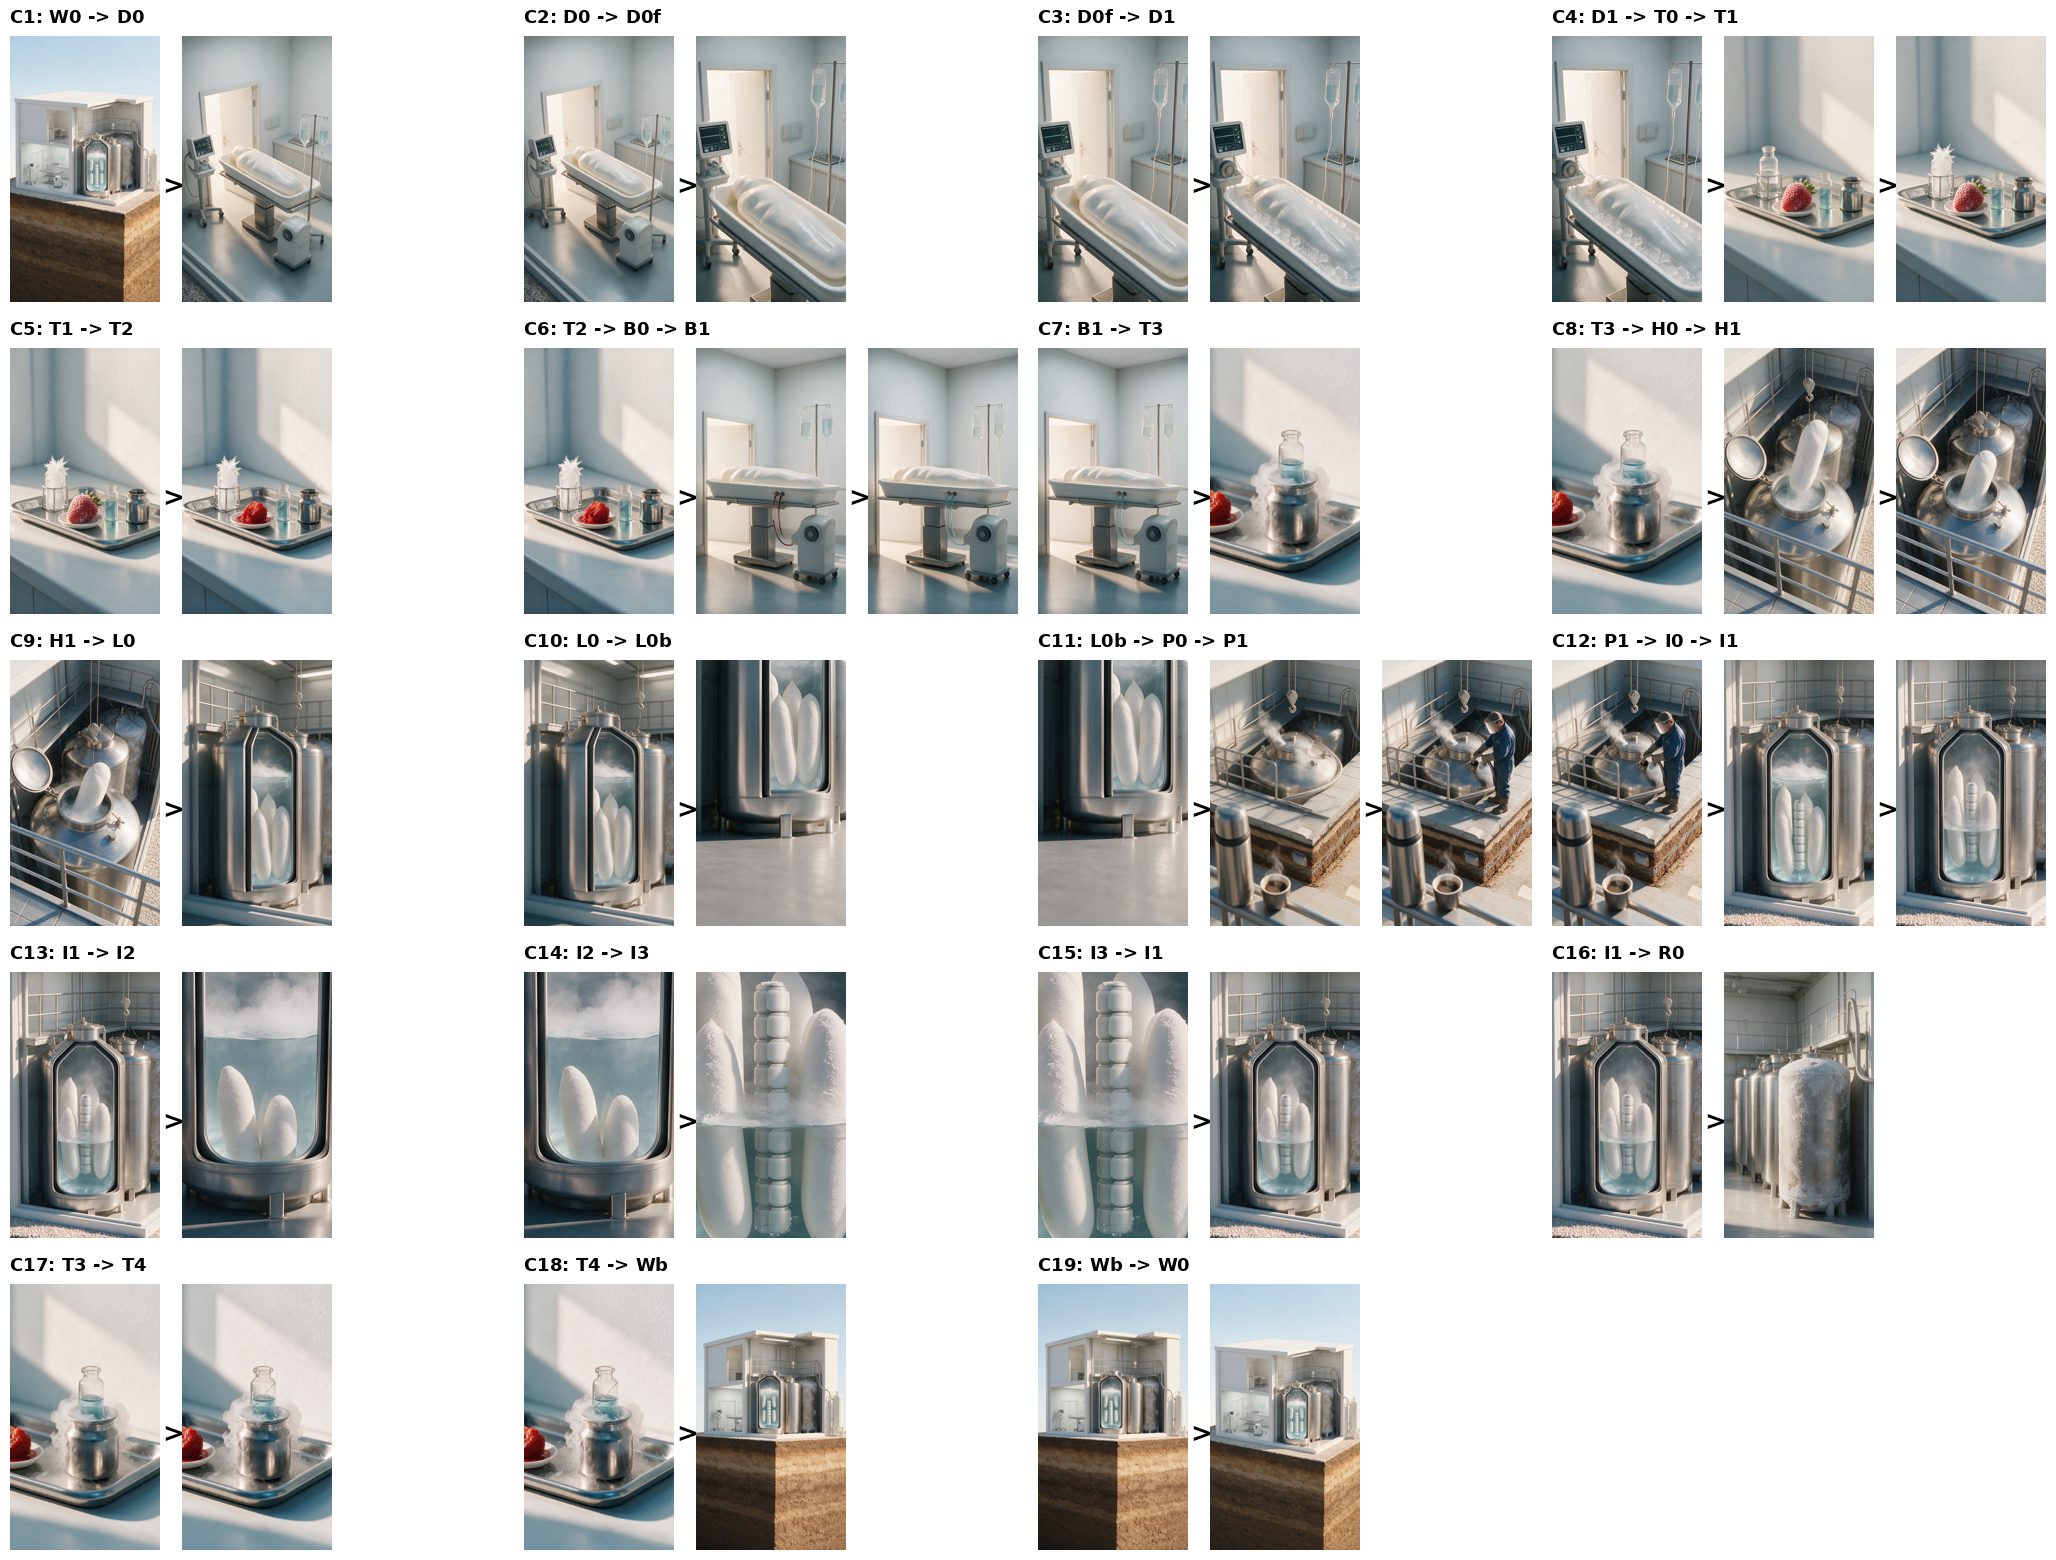 C1: W0 -> D0
C2: D0 -> D0f
C3: D0f -> D1
C4: D1 -> T0 -> T1
>
>
>
>
>
C5: T1 -> T2
C6: T2 -> B0 -> B1
C7: B1 -> T3
C8: T3 -> H0 -> H1
>
>
>
>
>
>
C9: H1 -> L0
C10: L0 -> L0b
C11: L0b -> P0 -> P1
C12: P1 -> I0 -> I1
>
>
>
>
>
>
C13: I1 -> I2
C14: I2 -> I3
C15: I3 -> I1
C16: I1 -> R0
>
>
>
>
C17: T3 -> T4
C18: T4 -> Wb
C19: Wb -> W0
>
>
>